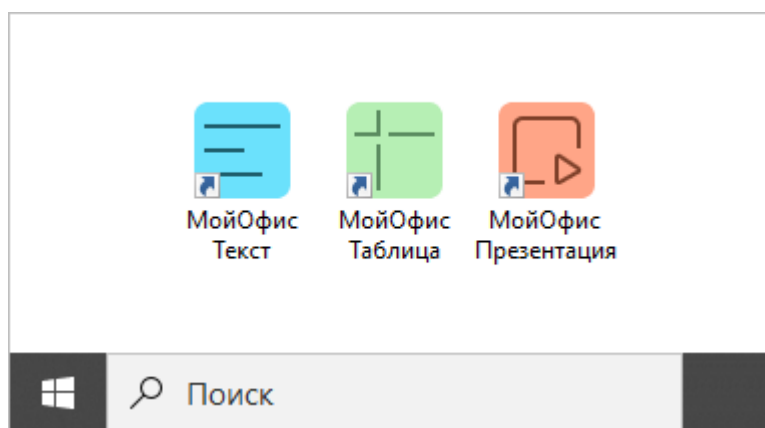 МойОфис
Текст
МойОфис
Таблица
МойОфис
Презентация
Поиск